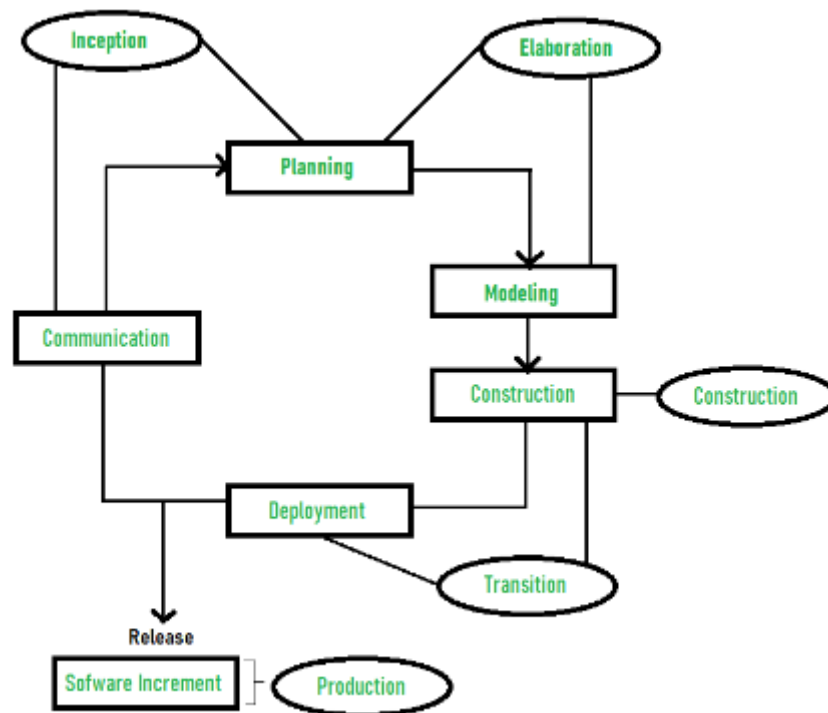 Inception
Elaboration
Planning
Modeling
Communication
Construction
Construction
Deployment
Transition
Release
Sofware Increment
Production